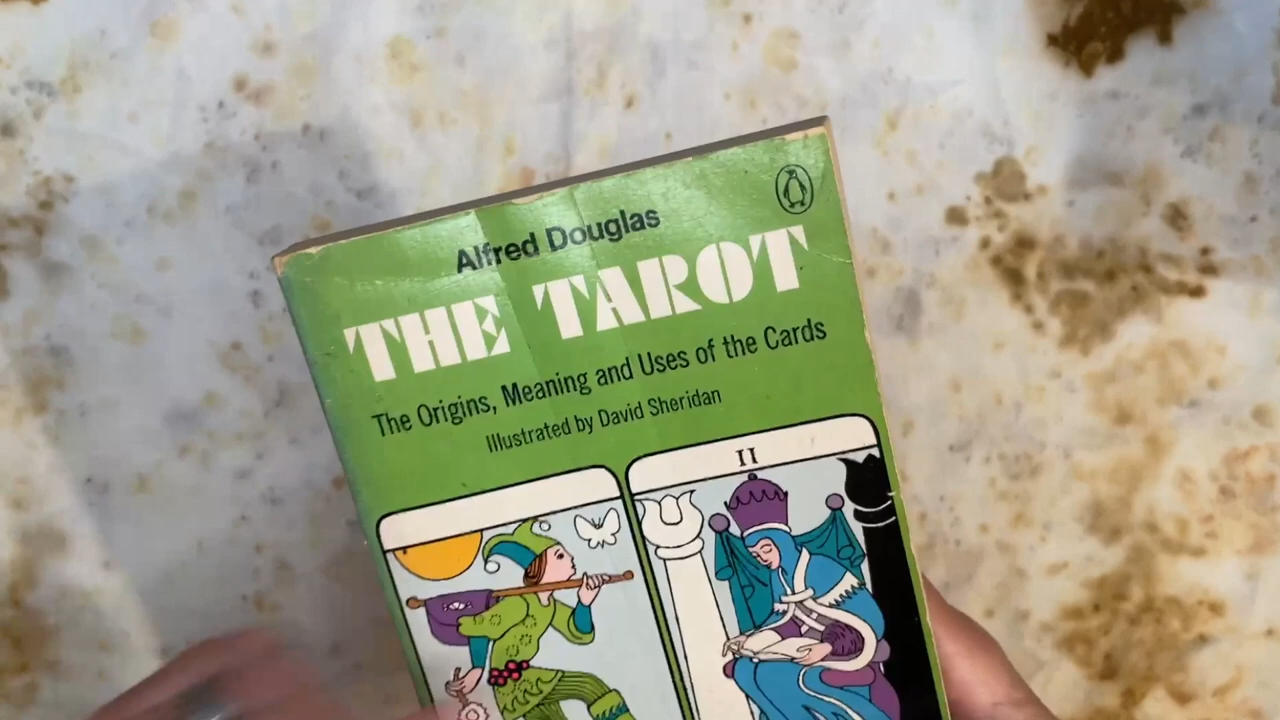 Alfred Douglas
THE TAROT
The Origins, Meaning and Uses of the Cards
Illustrated by David Sheridan
II